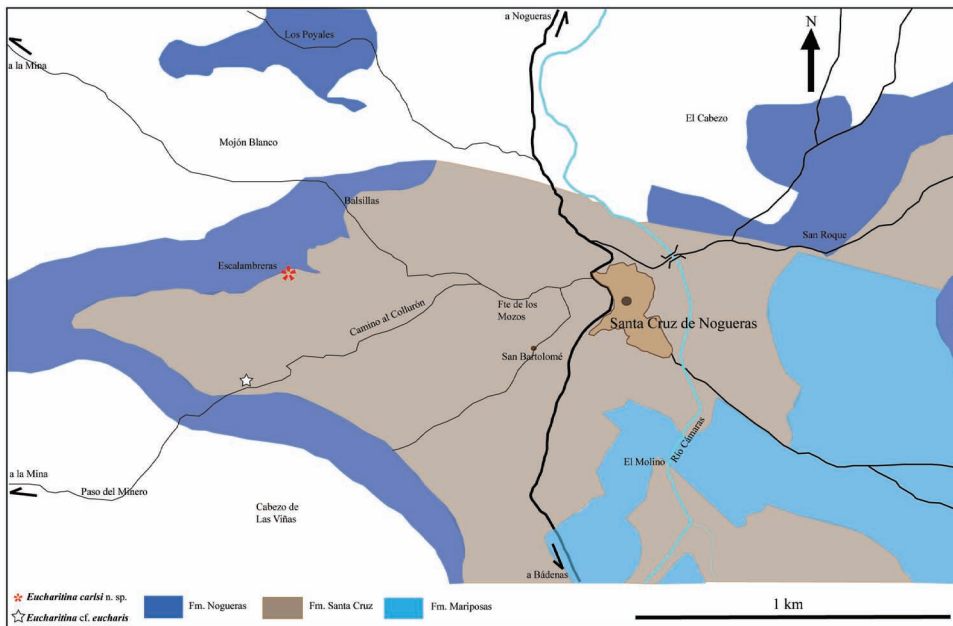 a Nogueras
N
Los Poyales
a la Mina
El Cabezo
Mojón Blanco
Balsillas
San Roque
Escalambreras
Camino al Collurón
Fte de los
Mozos
Santa Cruz de Nogueras
San Bartolomé
El Molino
Río Cámaras
a la Mina
Paso del Minero
Cabezo de
Las Viñas
a Bádenas
Eucharitina carlsi n. sp.
Eucharitina cf. eucharis
Fm. Nogueras
Fm. Santa Cruz
Fm. Mariposas
1 km